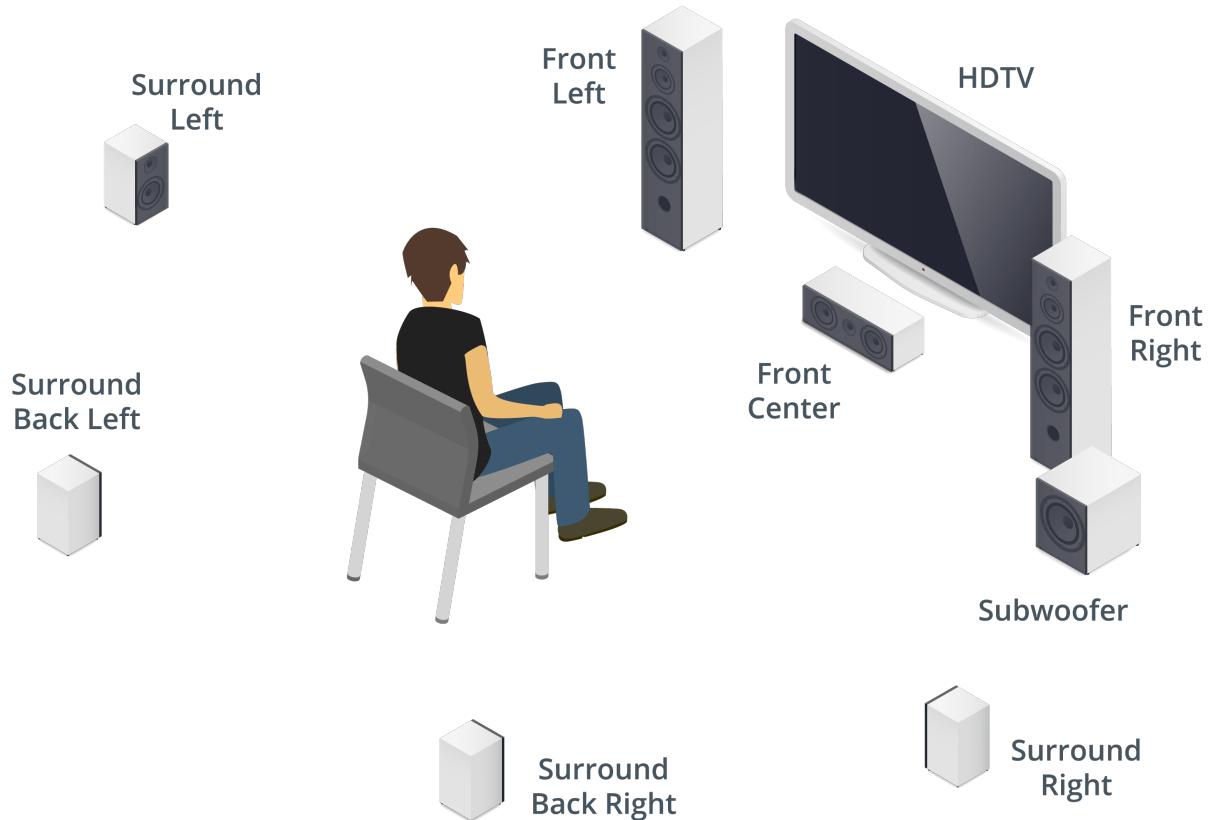 Front
Left
HDTV
Surround
Left
Front
Right
Surround
Back Left
Front
Center
Subwoofer
Surround
Right
Surround
Back Right